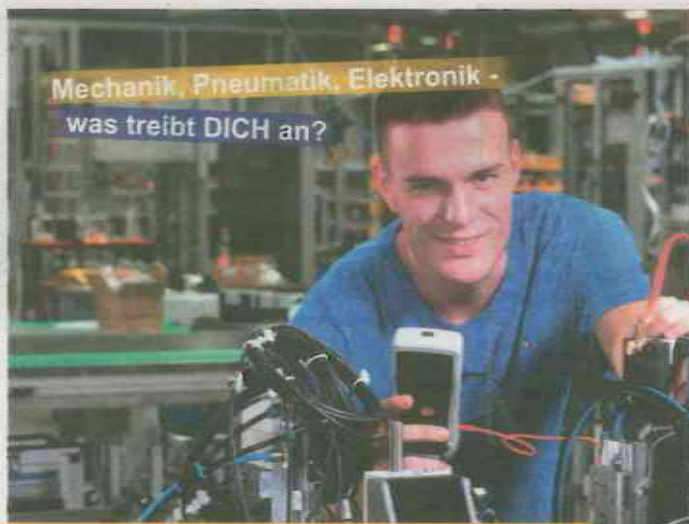 Mechanik, Pneumatik, Elektronik -
was treibt DICH an?